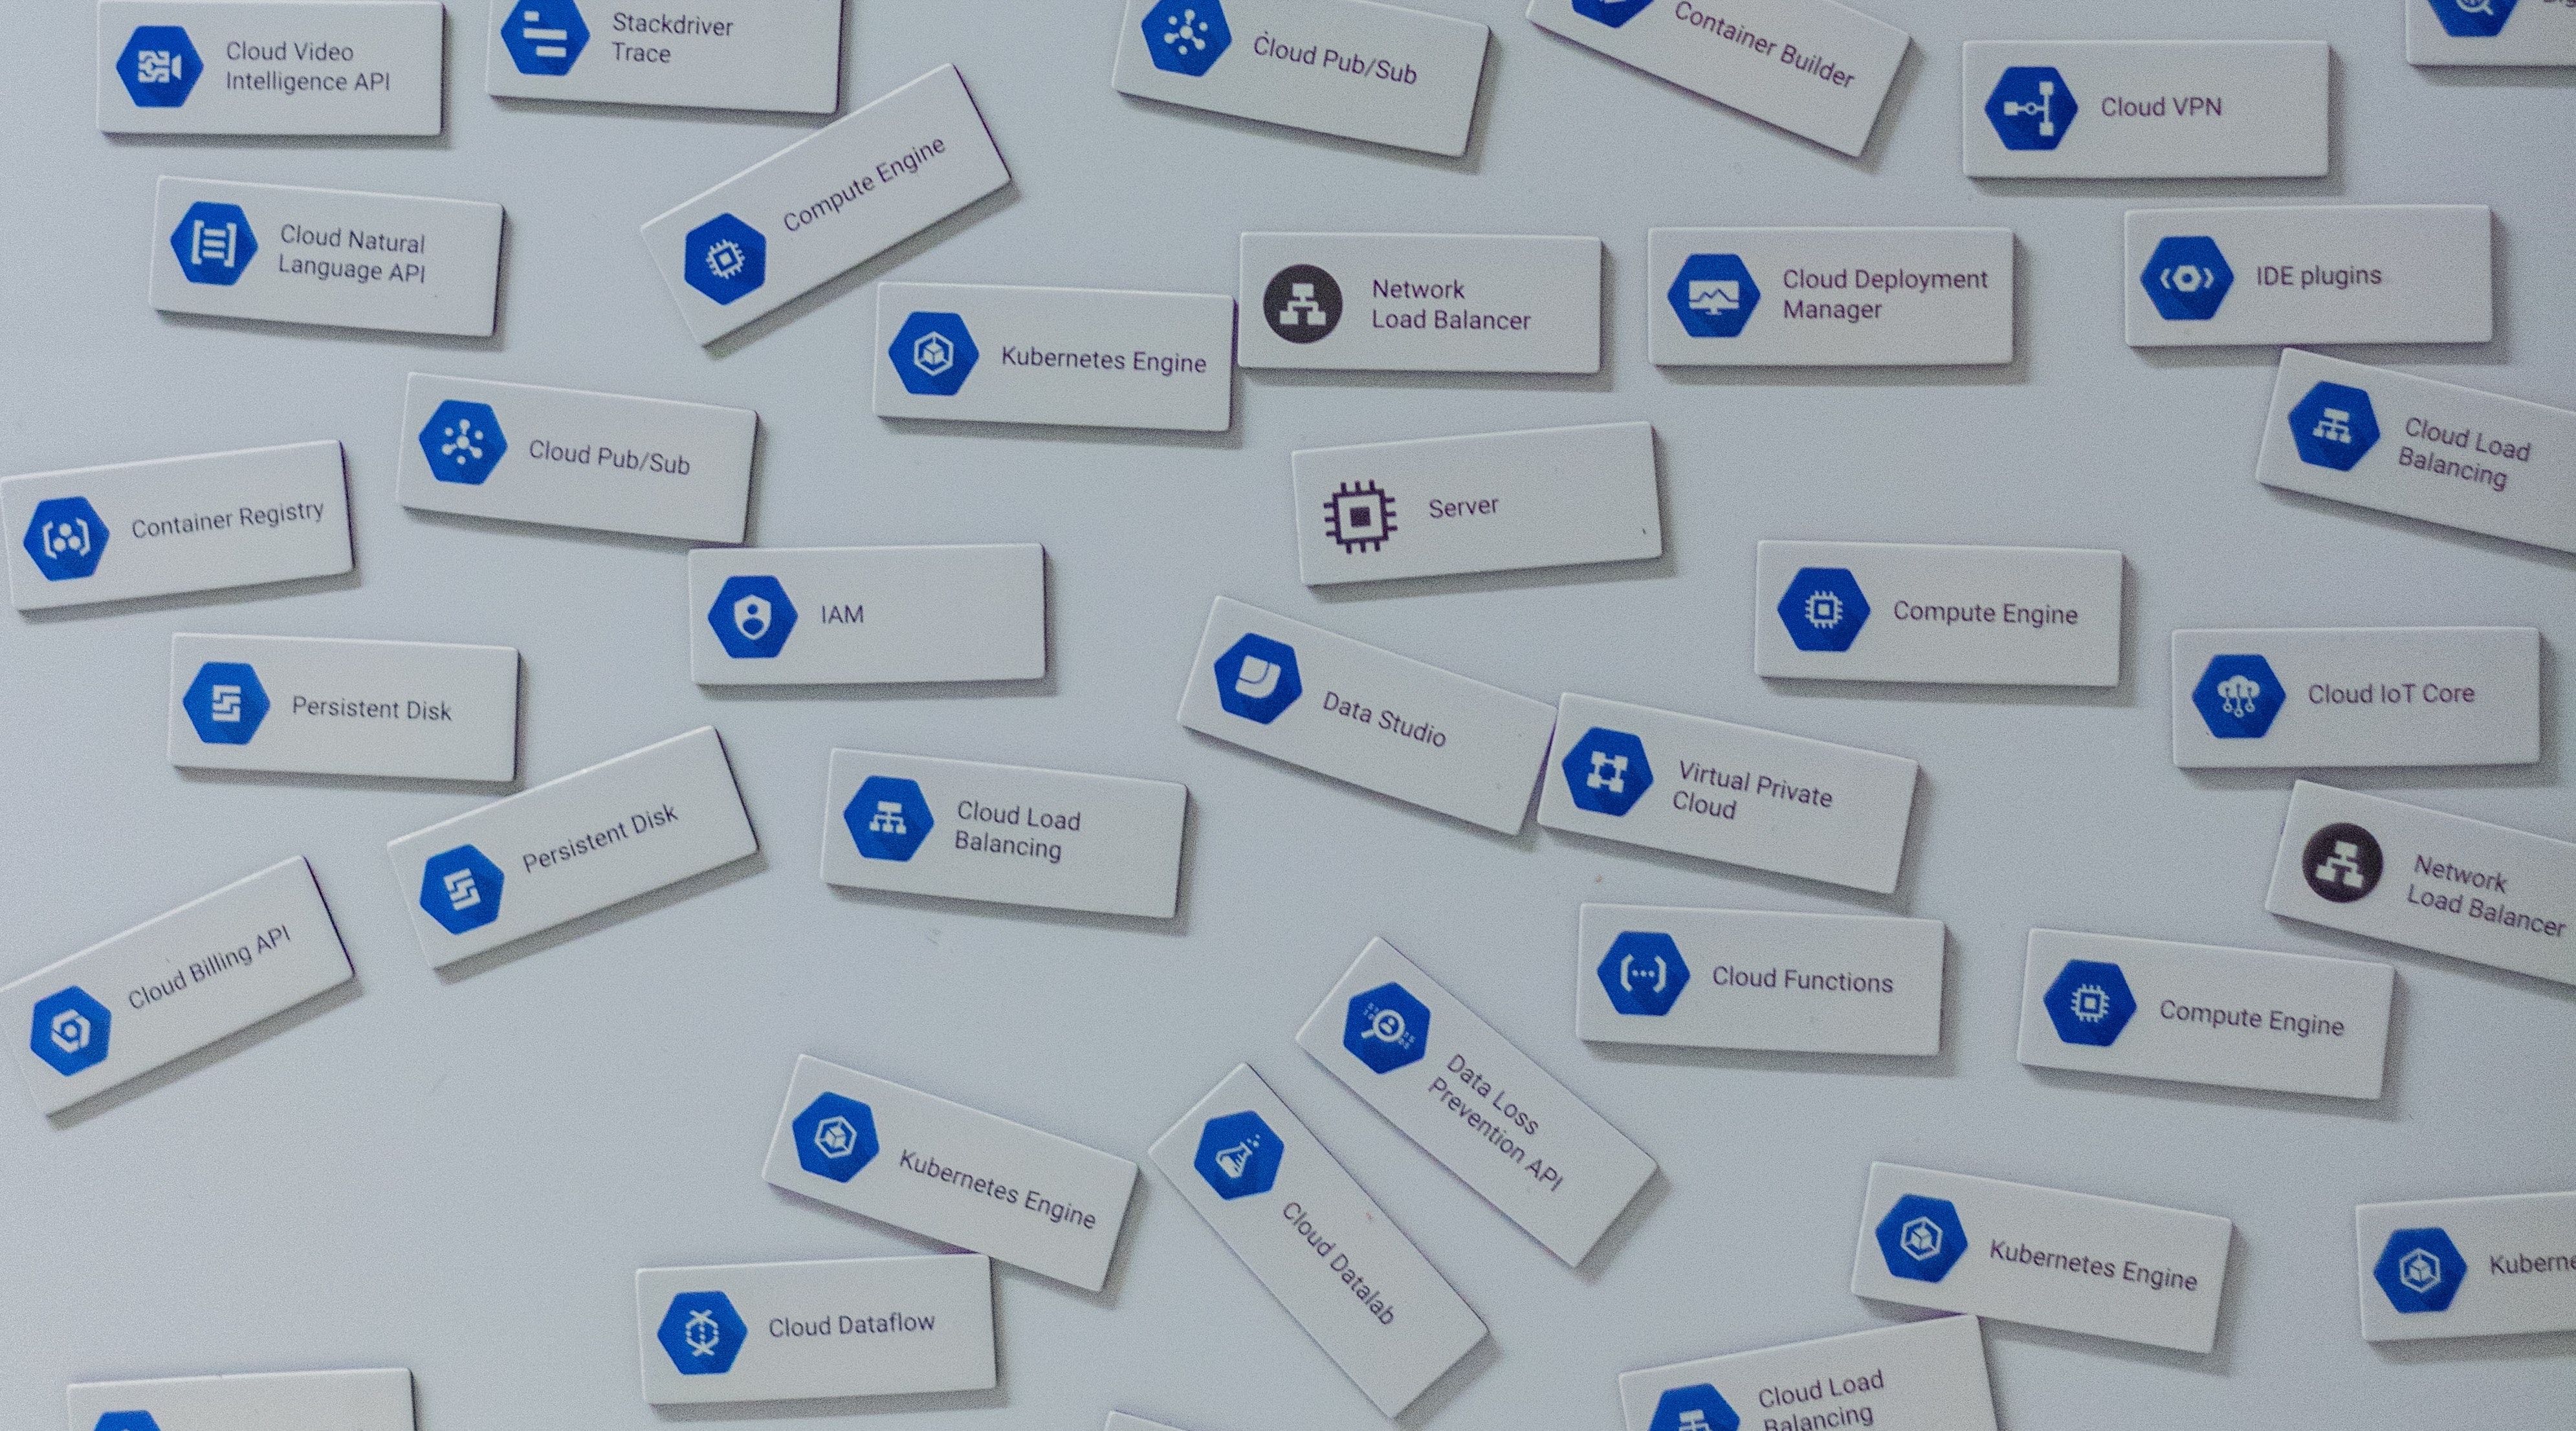 Cloud Video
Intelligence API
Stackdriver
Trace
Cloud Pub/Sub
Container Builder
Cloud VPN
Cloud Natural
Language API
Compute Engine
Kubernetes Engine
Network
Load Balancer
Cloud Deployment
Manager
IDE plugins
Cloud Load
Balancing
Container Registry
Cloud Pub/Sub
Server
IAM
Compute Engine
Persistent Disk
Data Studio
Virtual Private
Cloud
Cloud IoT Core
Persistent Disk
Cloud Load
Balancing
Network
Load Balancer
Cloud Billing API
Cloud Functions
Compute Engine
Data Loss
Prevention API
Kubernetes Engine
Cloud Datalab
Kubernetes Engine
Kuberne
Cloud Dataflow
Cloud Load
Balancing